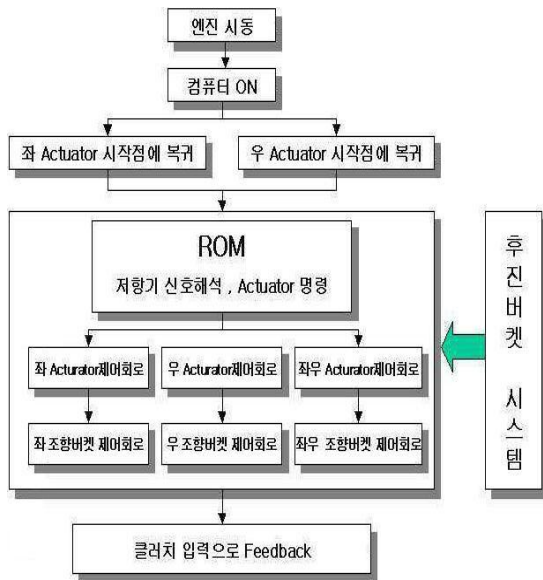 엔진 시동
컴퓨터 ON
좌 Actuator 시작점에 복귀
우 Actuator 시작점에 복귀
ROM
저항기 신호해석 , Actuator 명령
좌 Acturator제어회로
우 Acturator제어회로
좌우 Acturator제어회로
좌 조향버켓 제어회로
우 조향버켓 제어회로
좌우 조향버켓 제어회로
후진버켓 시스템
클러치 입력으로 Feedback